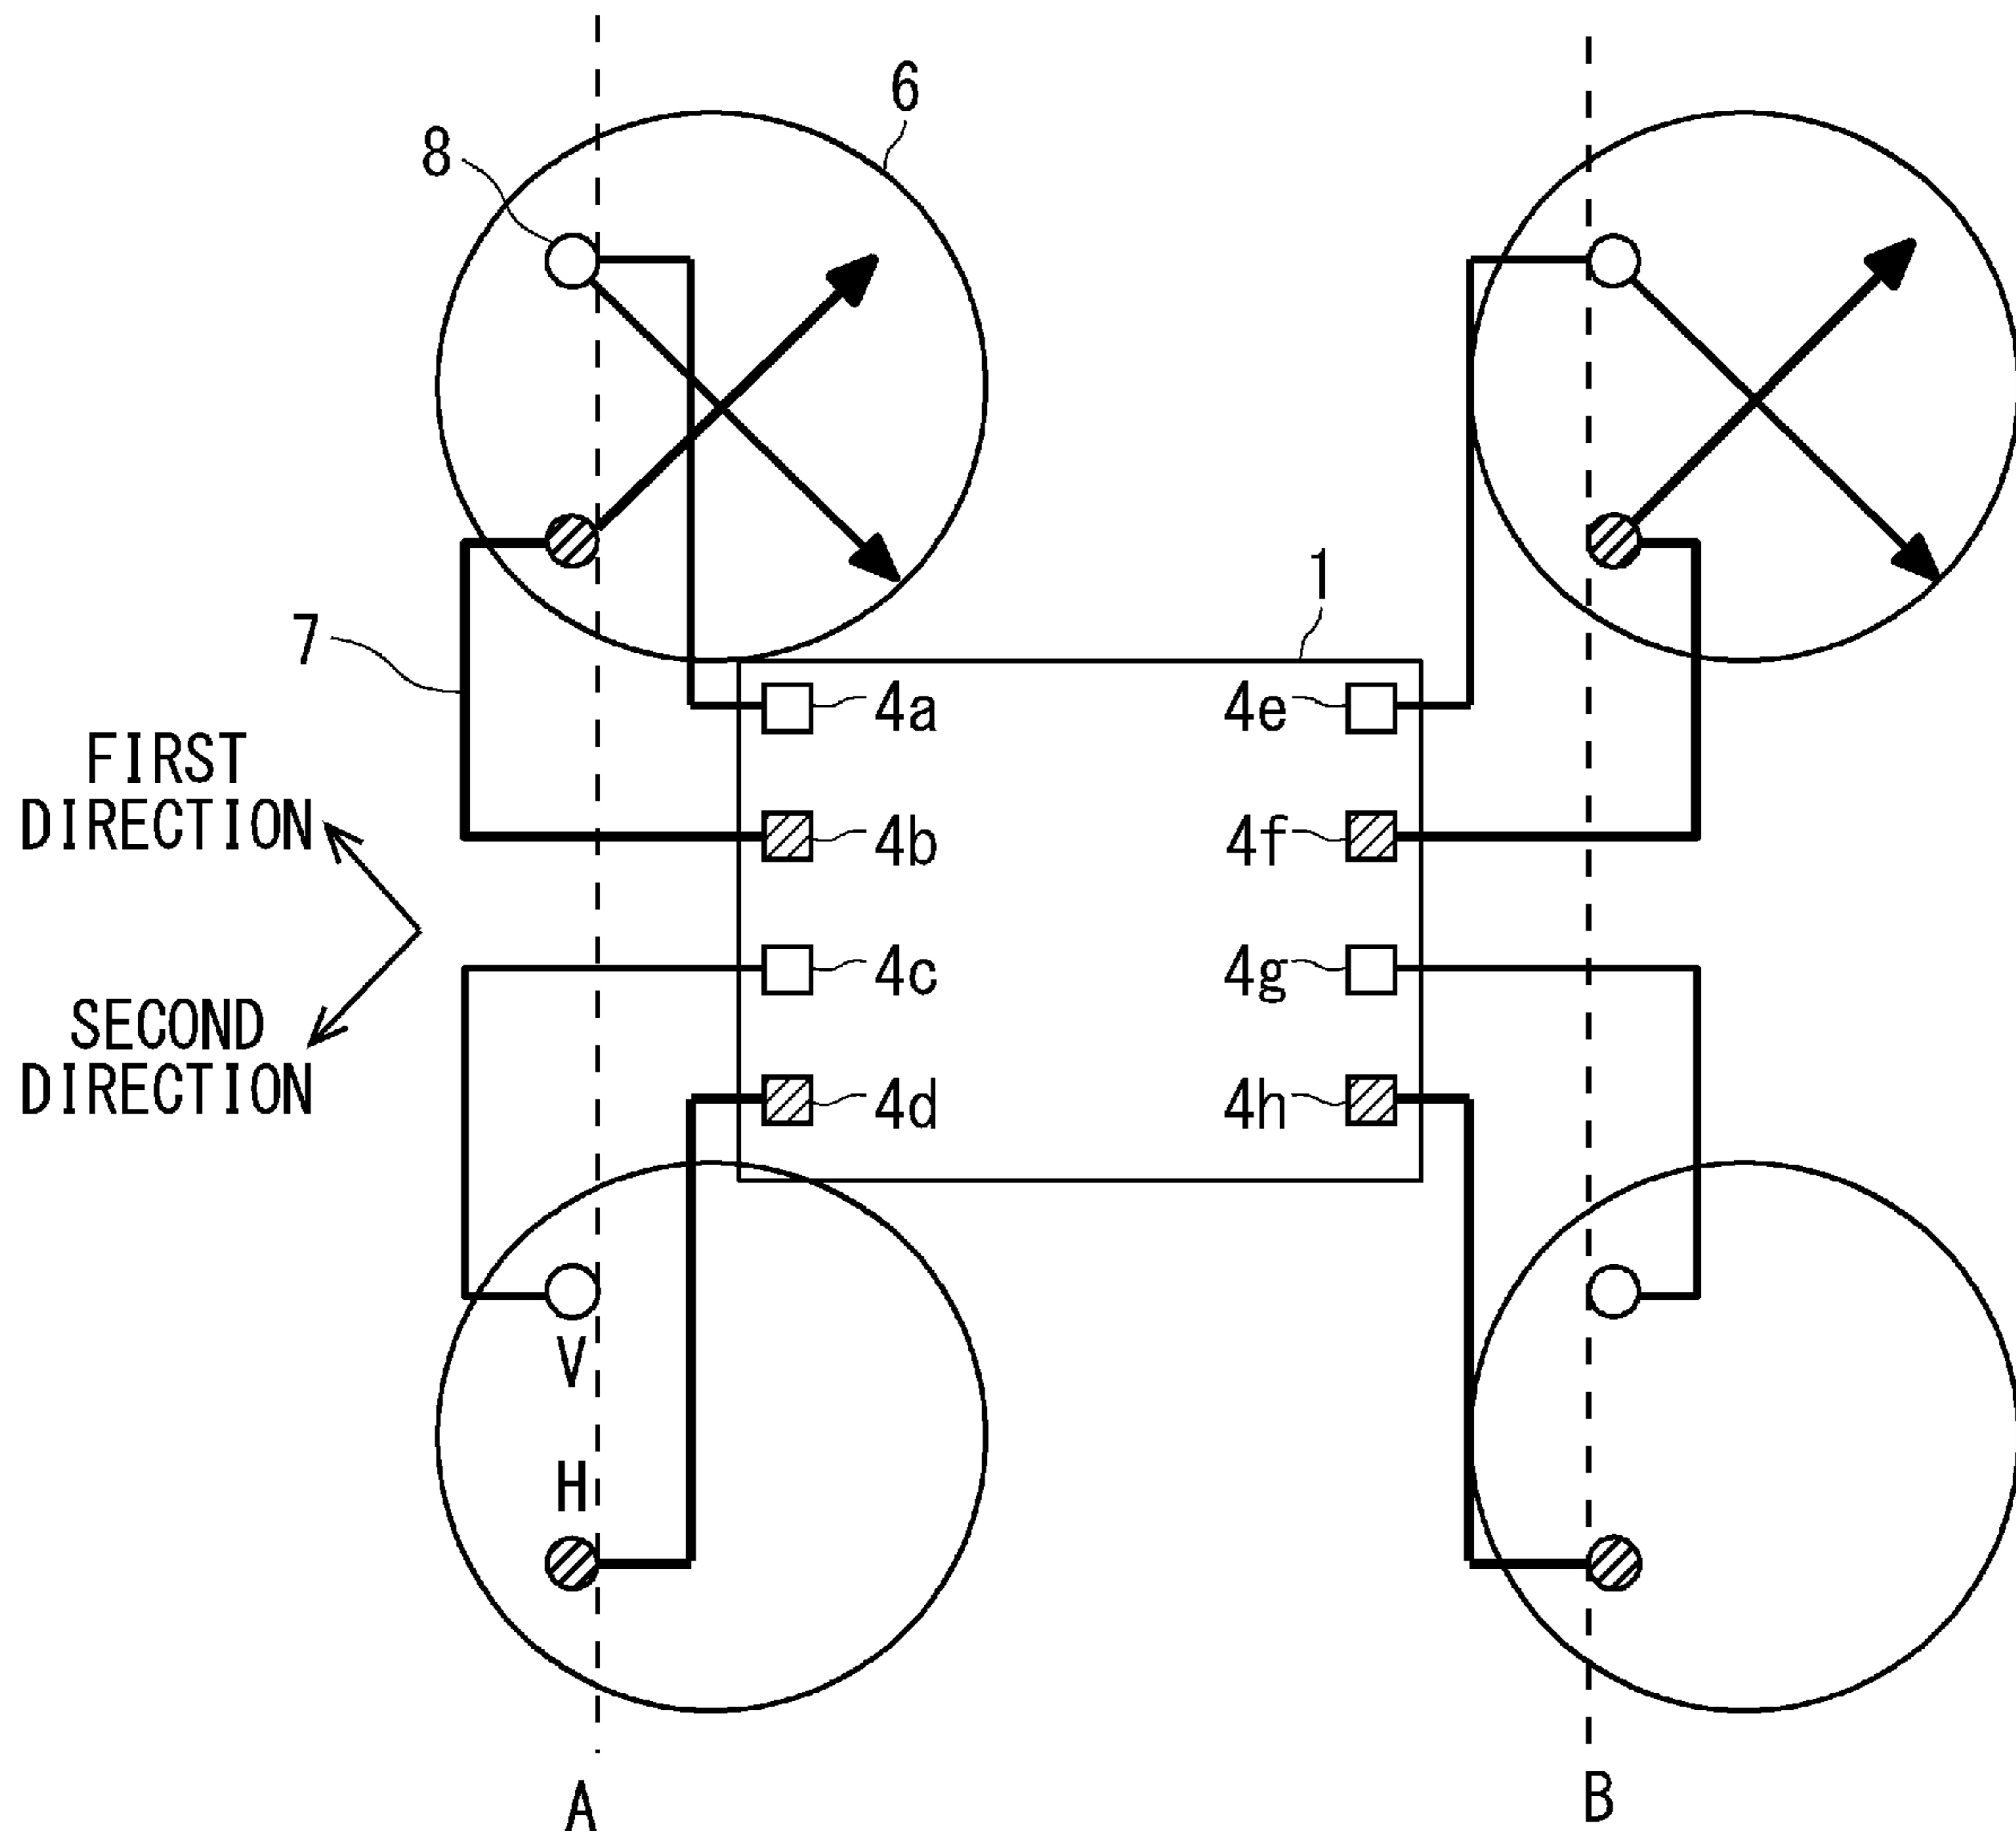 6
8
1
7
4a
4e
FIRST
DIRECTION
4b
4f
4c
4g
SECOND
DIRECTION
4d
4h
V
H
A
B